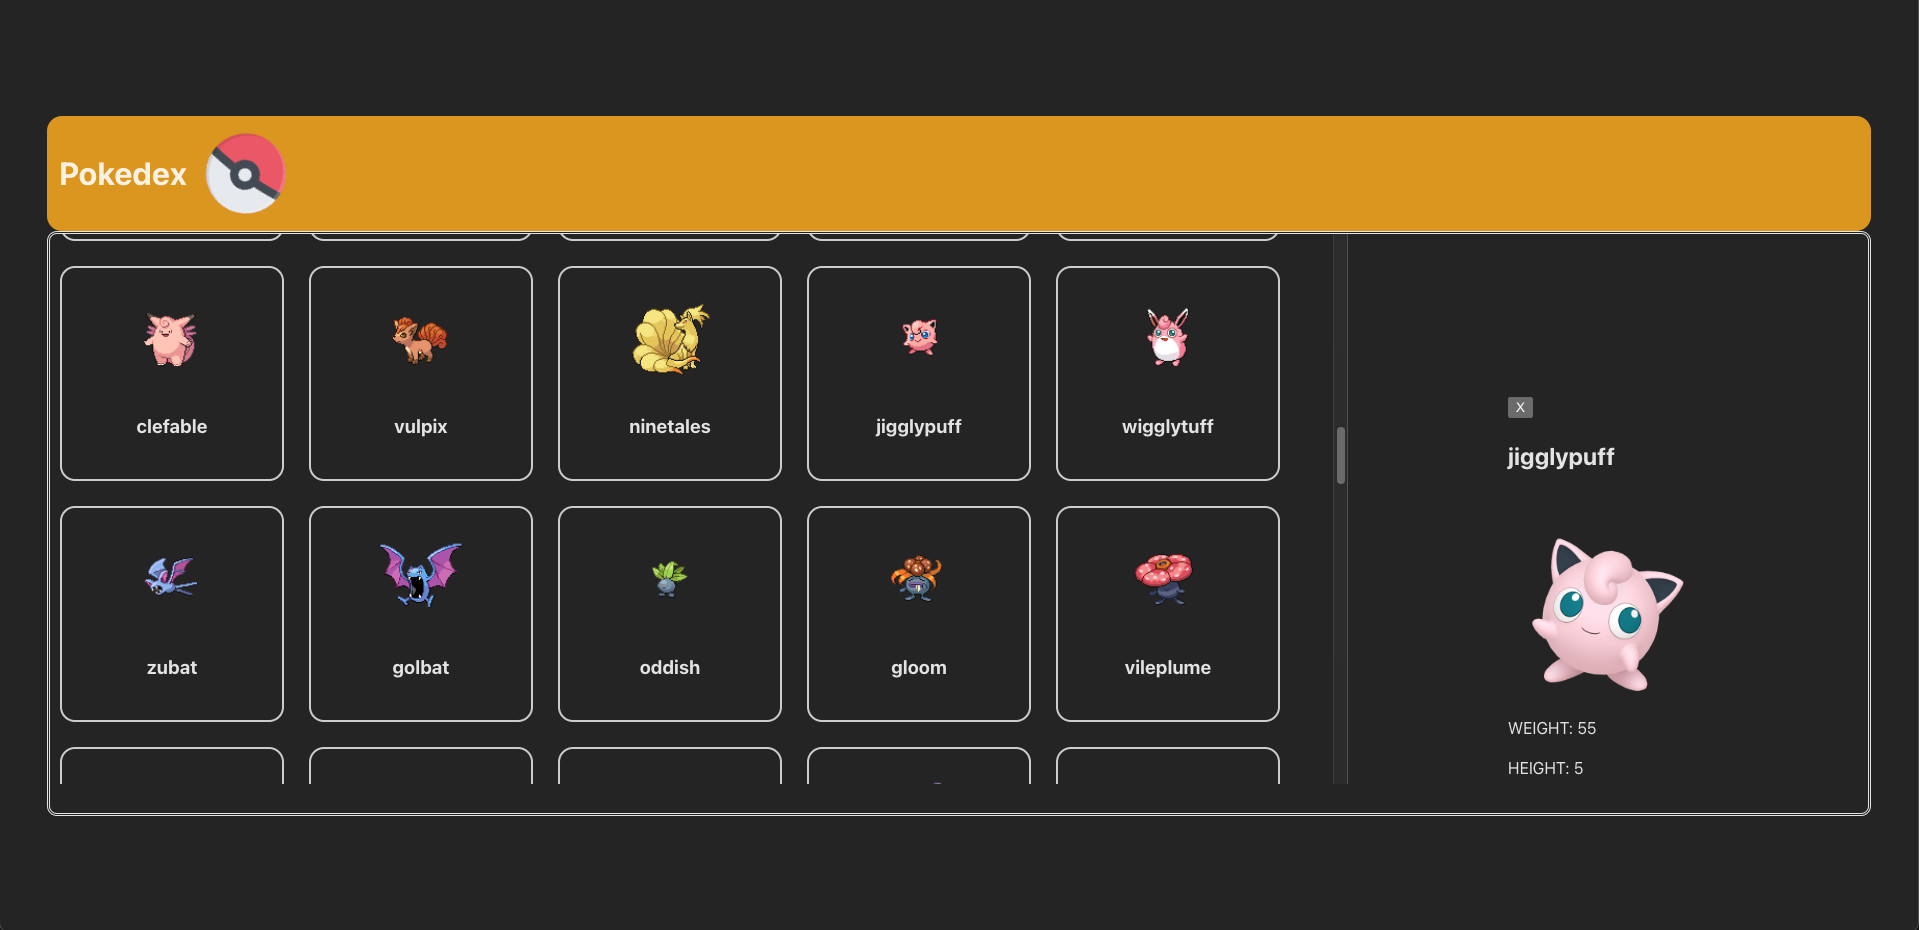 Pokedex
clefable
vulpix
ninetales
jigglypuff
wigglytuff
zubat
golbat
oddish
gloom
vileplume
X
jigglypuff
WEIGHT: 55
HEIGHT: 5